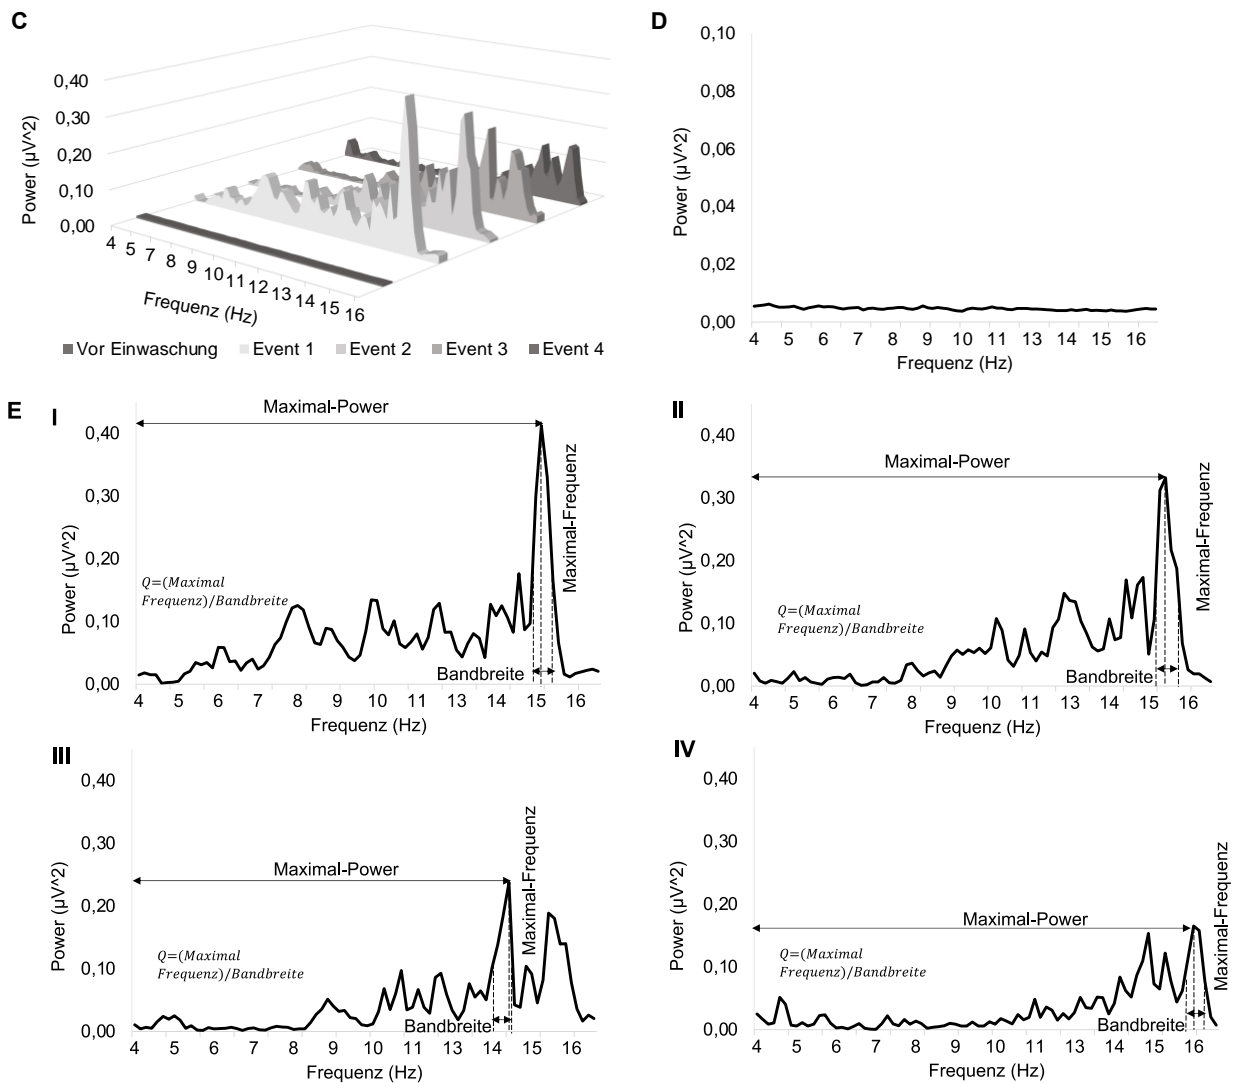 C
0,40
0,30
0,20
0,10
0,00
Power (µV^2)
4 5 7 8 9 10 11 12 13 14 15 16
Frequenz (Hz)
Vor Einwaschung Event 1 Event 2 Event 3 Event 4
D
0,10
0,08
0,06
0,04
0,02
0,00
Power (µV^2)
4 5 6 7 8 9 10 11 12 13 14 15 16
Frequenz (Hz)
E
I
Maximal-Power
0,40
0,30
0,20
0,10
0,00
Power (µV^2)
Maximal-Frequenz
Q=(Maximal
Frequenz)/Bandbreite
Bandbreite
4 5 6 7 8 9 10 11 12 13 15 16
Frequenz (Hz)
II
Maximal-Power
0,40
0,30
0,20
0,10
0,00
Power (µV^2)
Maximal-Frequenz
Q=(Maximal
Frequenz)/Bandbreite
Bandbreite
4 5 6 7 8 9 10 11 13 13 15 16
Frequenz (Hz)
III
Maximal-Power
0,40
0,30
0,20
0,10
0,00
Power (µV^2)
Maximal-Frequenz
Q=(Maximal
Frequenz)/Bandbreite
Bandbreite
4 5 6 7 8 9 10 11 12 14 15 16
Frequenz (Hz)
IV
Maximal-Power
0,40
0,30
0,20
0,10
0,00
Power (µV^2)
Maximal-Frequenz
Q=(Maximal
Frequenz)/Bandbreite
Bandbreite
4 5 6 7 8 9 10 11 12 13 15 16
Frequenz (Hz)